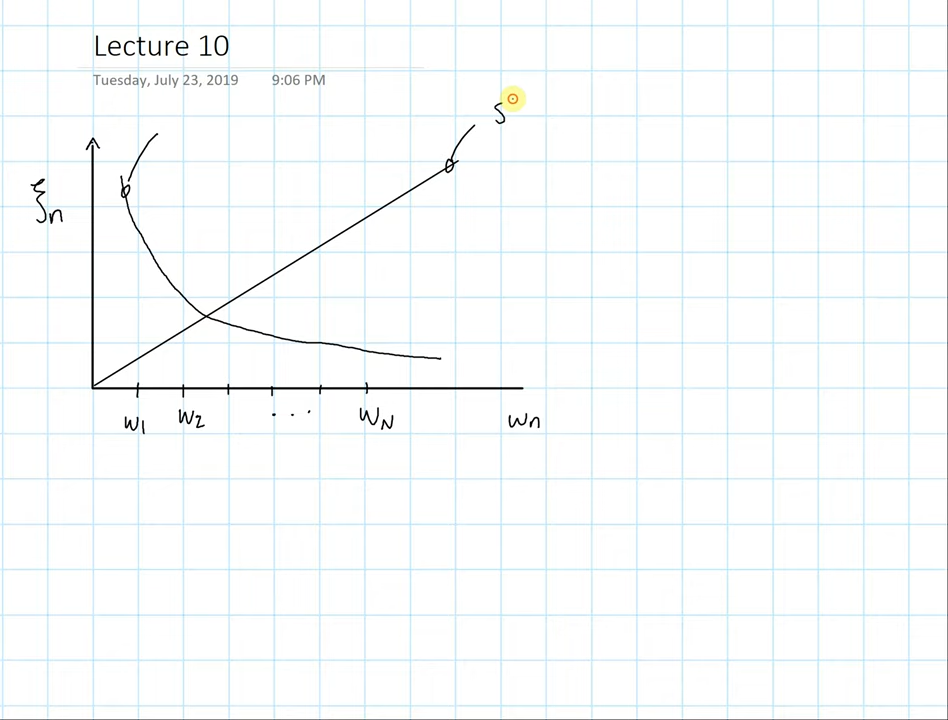 Lecture 10
Tuesday, July 23, 2019 9:06 PM
S
ξn
w1 w2 ... wN wn